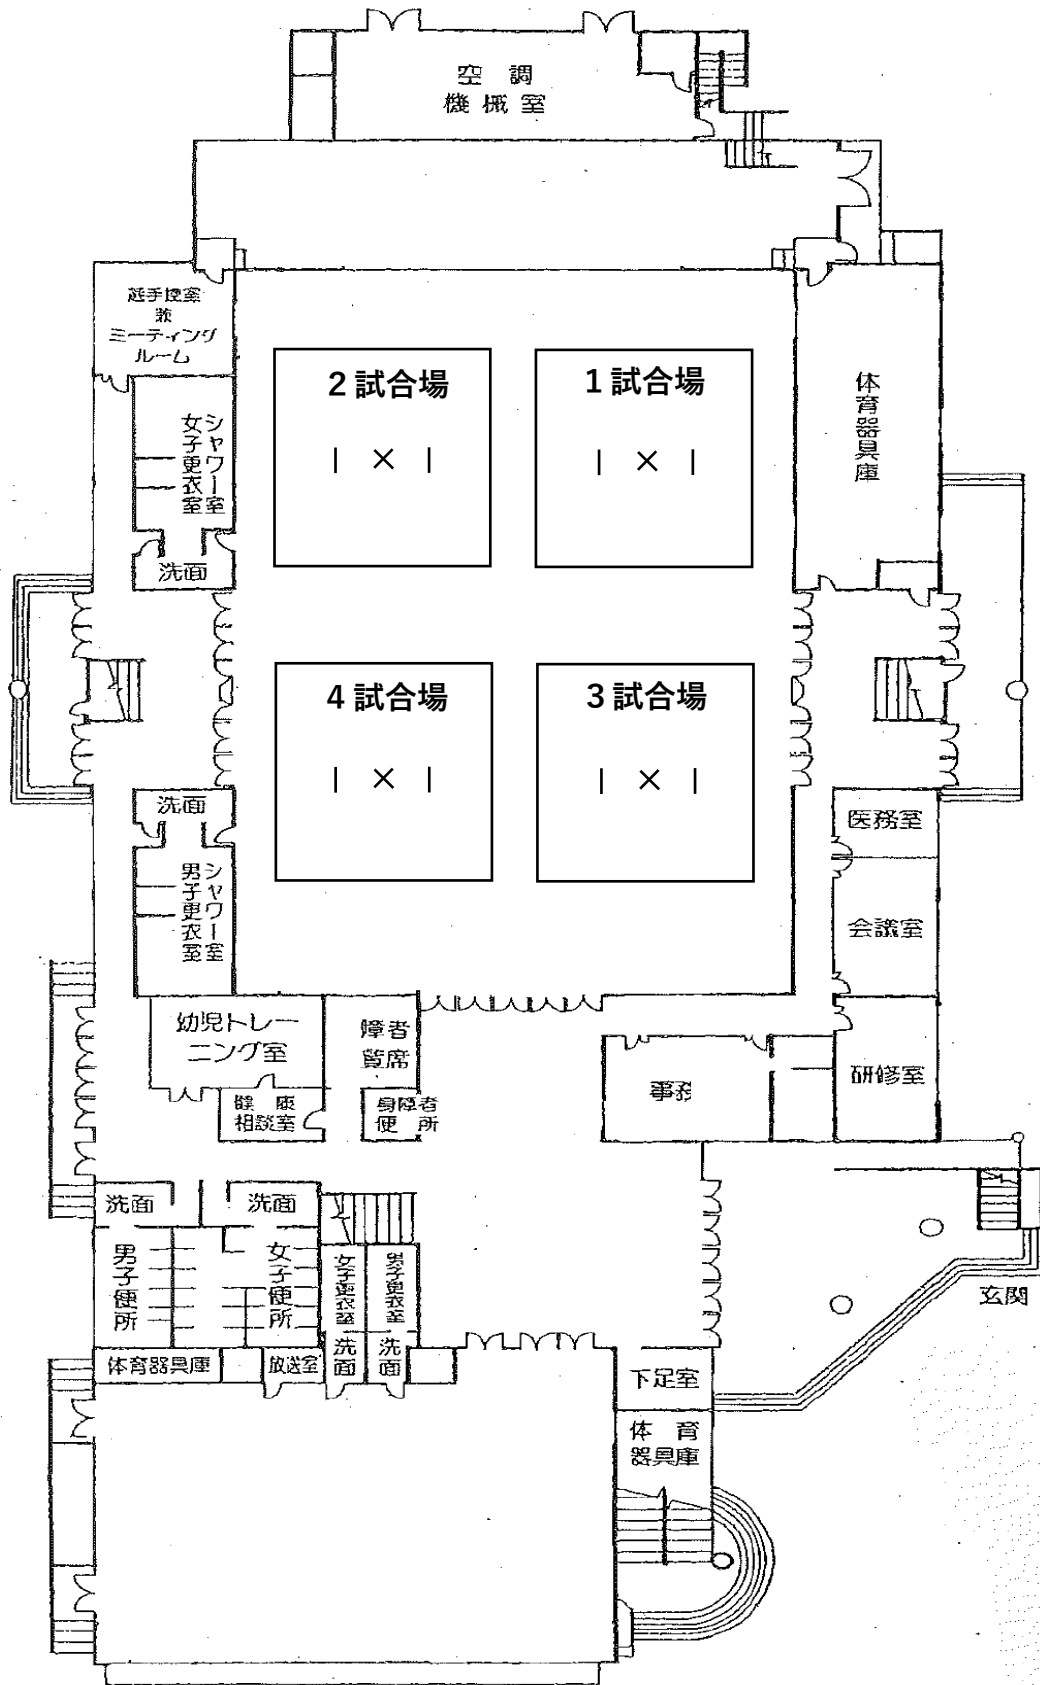 空 調
機 械 室
選手控室
兼
ミーティング
ルーム
2 試合場
1 試合場
体育器具庫
シャワー室
女子更衣室
洗面
4 試合場
3 試合場
洗面
医務室
シャワー室
男子更衣室
会議室
幼児トレー
ニング室
障者
覧席
研修室
事務
健 康
相談室
身障者
便 所
洗面
洗面
男子便所
女子便所
女子更衣室
男子更衣室
玄関
体育器具庫
放送室
洗面
洗面
下足室
体 育
器具庫